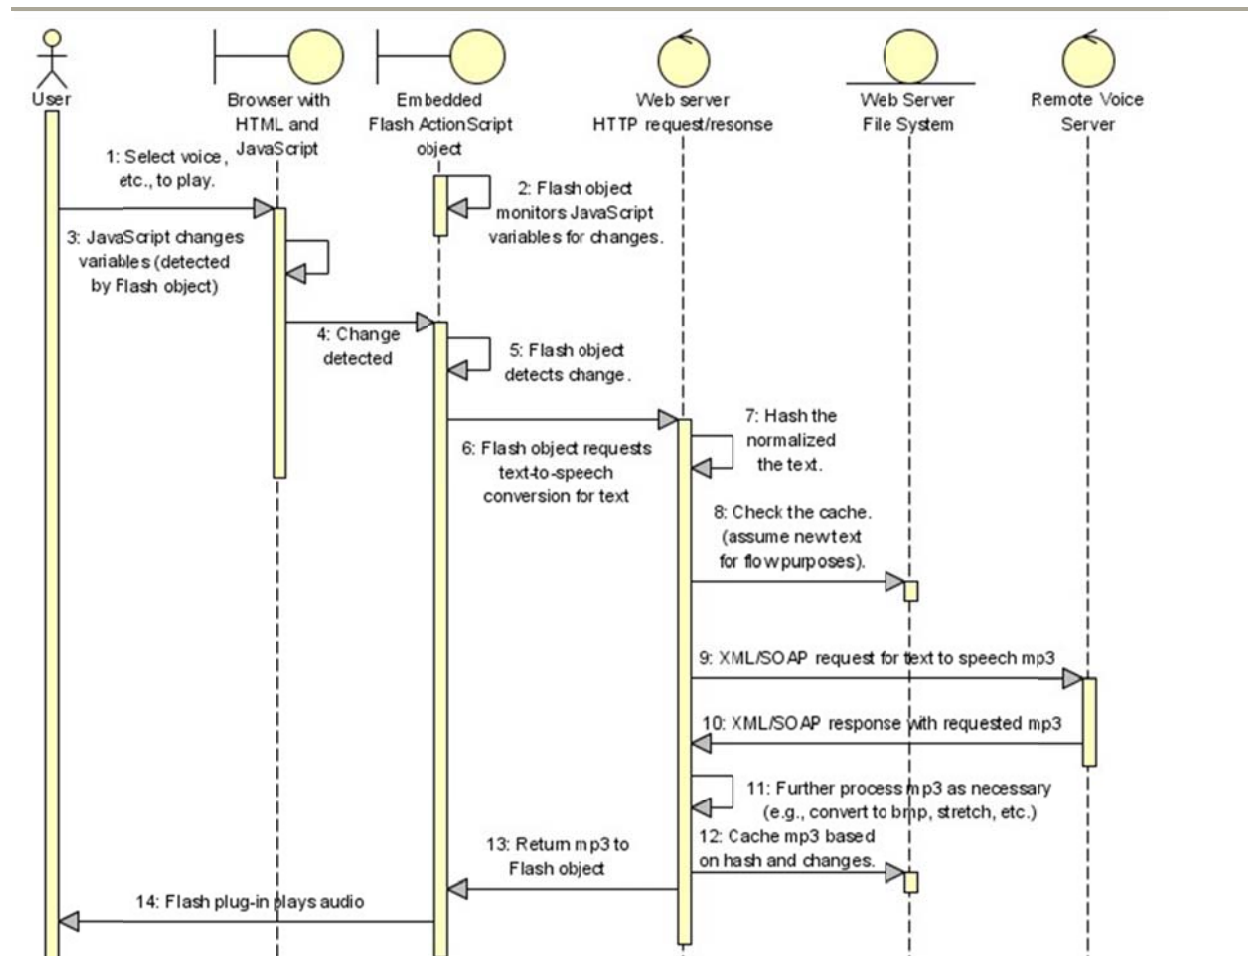 User
Browser with
HTML and
JavaScript
Embedded
Flash ActionScript
object
Web server
HTTP request/resonse
Web Server
File System
Remote Voice
Server
1: Select voice,
etc., to play.
2: Flash object
monitors JavaScript
variables for changes.
3: JavaScript changes
variables (detected
by Flash object)
4: Change
detected
5: Flash object
detects change.
6: Flash object requests
text-to-speech
conversion for text
7: Hash the
normalized
the text.
8: Check the cache.
(assume new text
for flow purposes).
9: XML/SOAP request for text to speech mp3
10: XML/SOAP response with requested mp3
11: Further process mp3 as necessary
(e.g., convert to bmp, stretch, etc.)
12: Cache mp3 based
on hash and changes.
13: Return mp3 to
Flash object
14: Flash plug-in plays audio